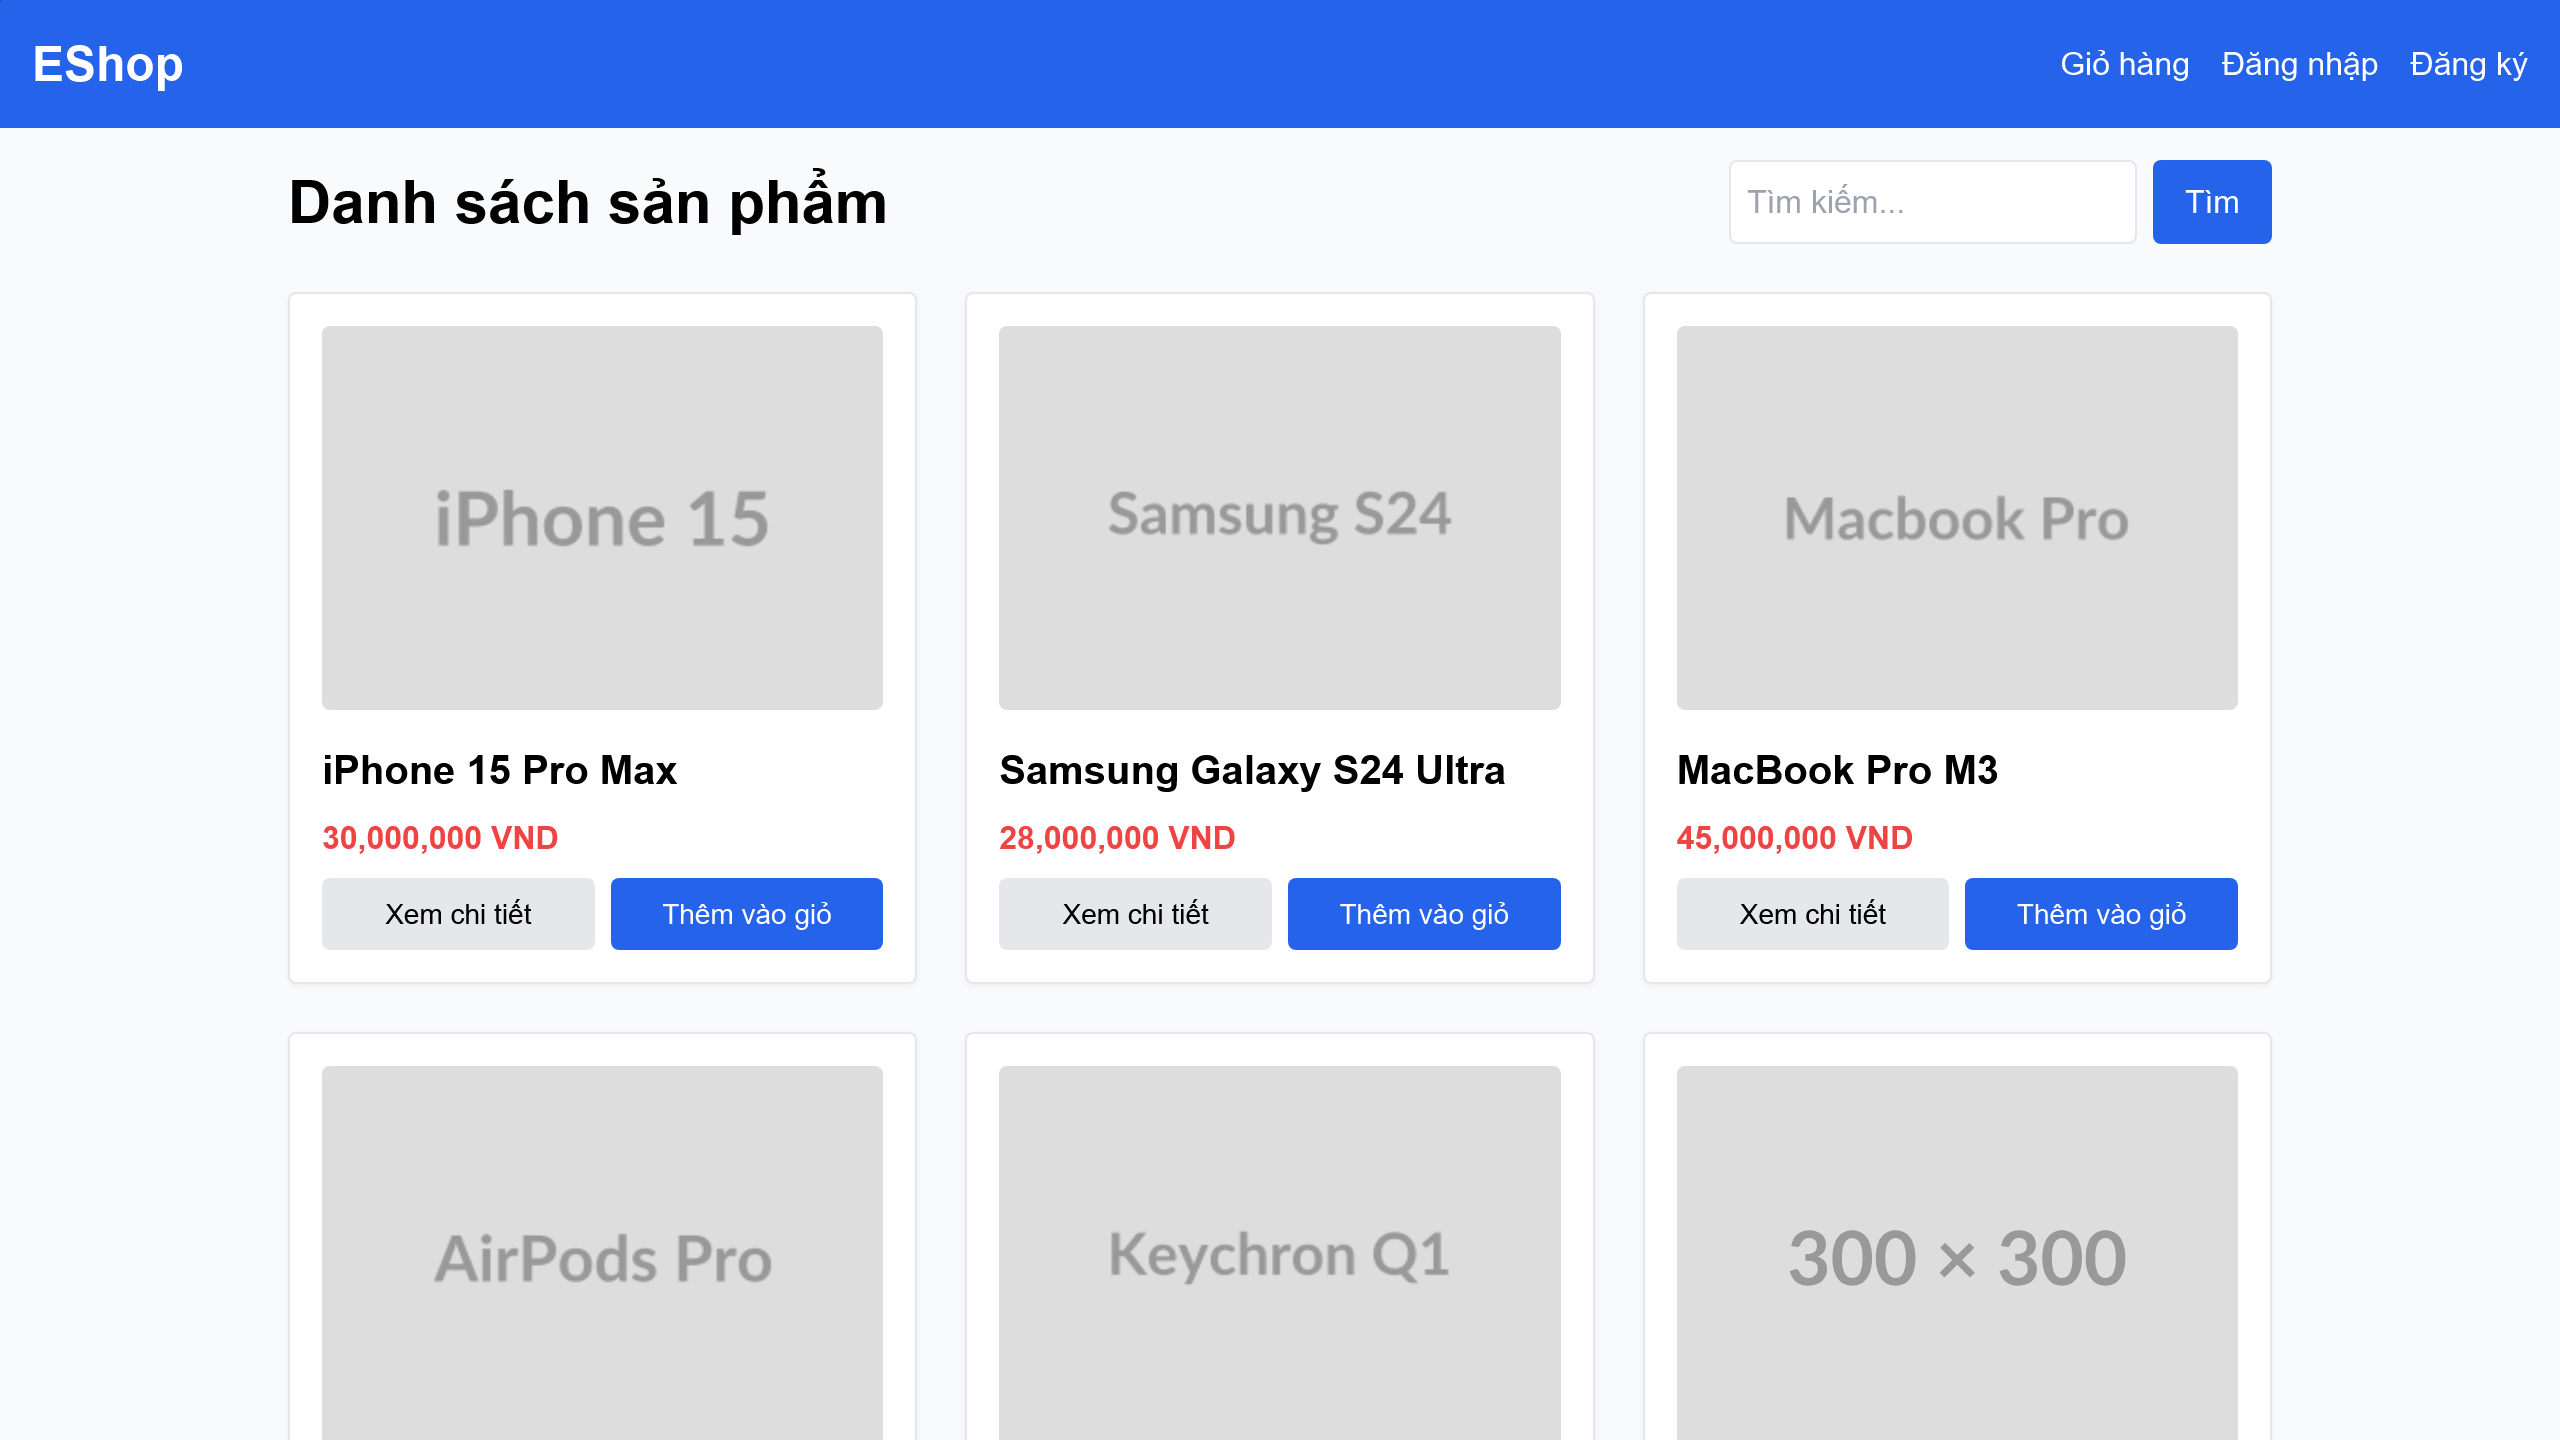 EShop
Giỏ hàng Đăng nhập Đăng ký
Danh sách sản phẩm
Tìm kiếm... Tìm
iPhone 15
Samsung S24
Macbook Pro
iPhone 15 Pro Max
Samsung Galaxy S24 Ultra
MacBook Pro M3
30,000,000 VND
28,000,000 VND
45,000,000 VND
Xem chi tiết Thêm vào giỏ
Xem chi tiết Thêm vào giỏ
Xem chi tiết Thêm vào giỏ
AirPods Pro
Keychron Q1
300 × 300